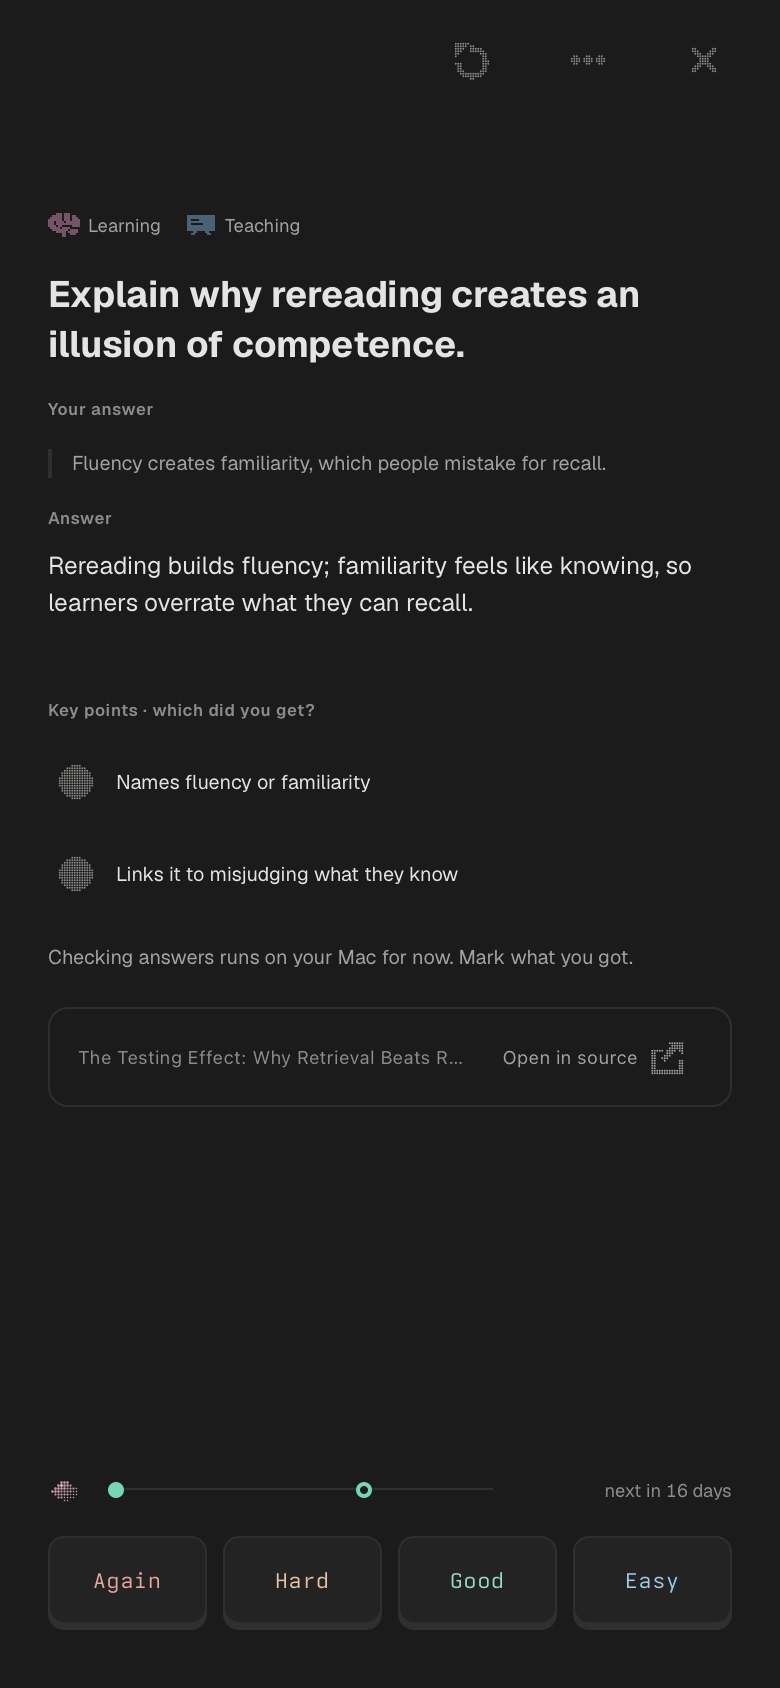 Learning Teaching
Explain why rereading creates an
illusion of competence.
Your answer
Fluency creates familiarity, which people mistake for recall.
Answer
Rereading builds fluency; familiarity feels like knowing, so
learners overrate what they can recall.
Key points · which did you get?
Names fluency or familiarity
Links it to misjudging what they know
Checking answers runs on your Mac for now. Mark what you got.
The Testing Effect: Why Retrieval Beats R... Open in source
next in 16 days
Again Hard Good Easy